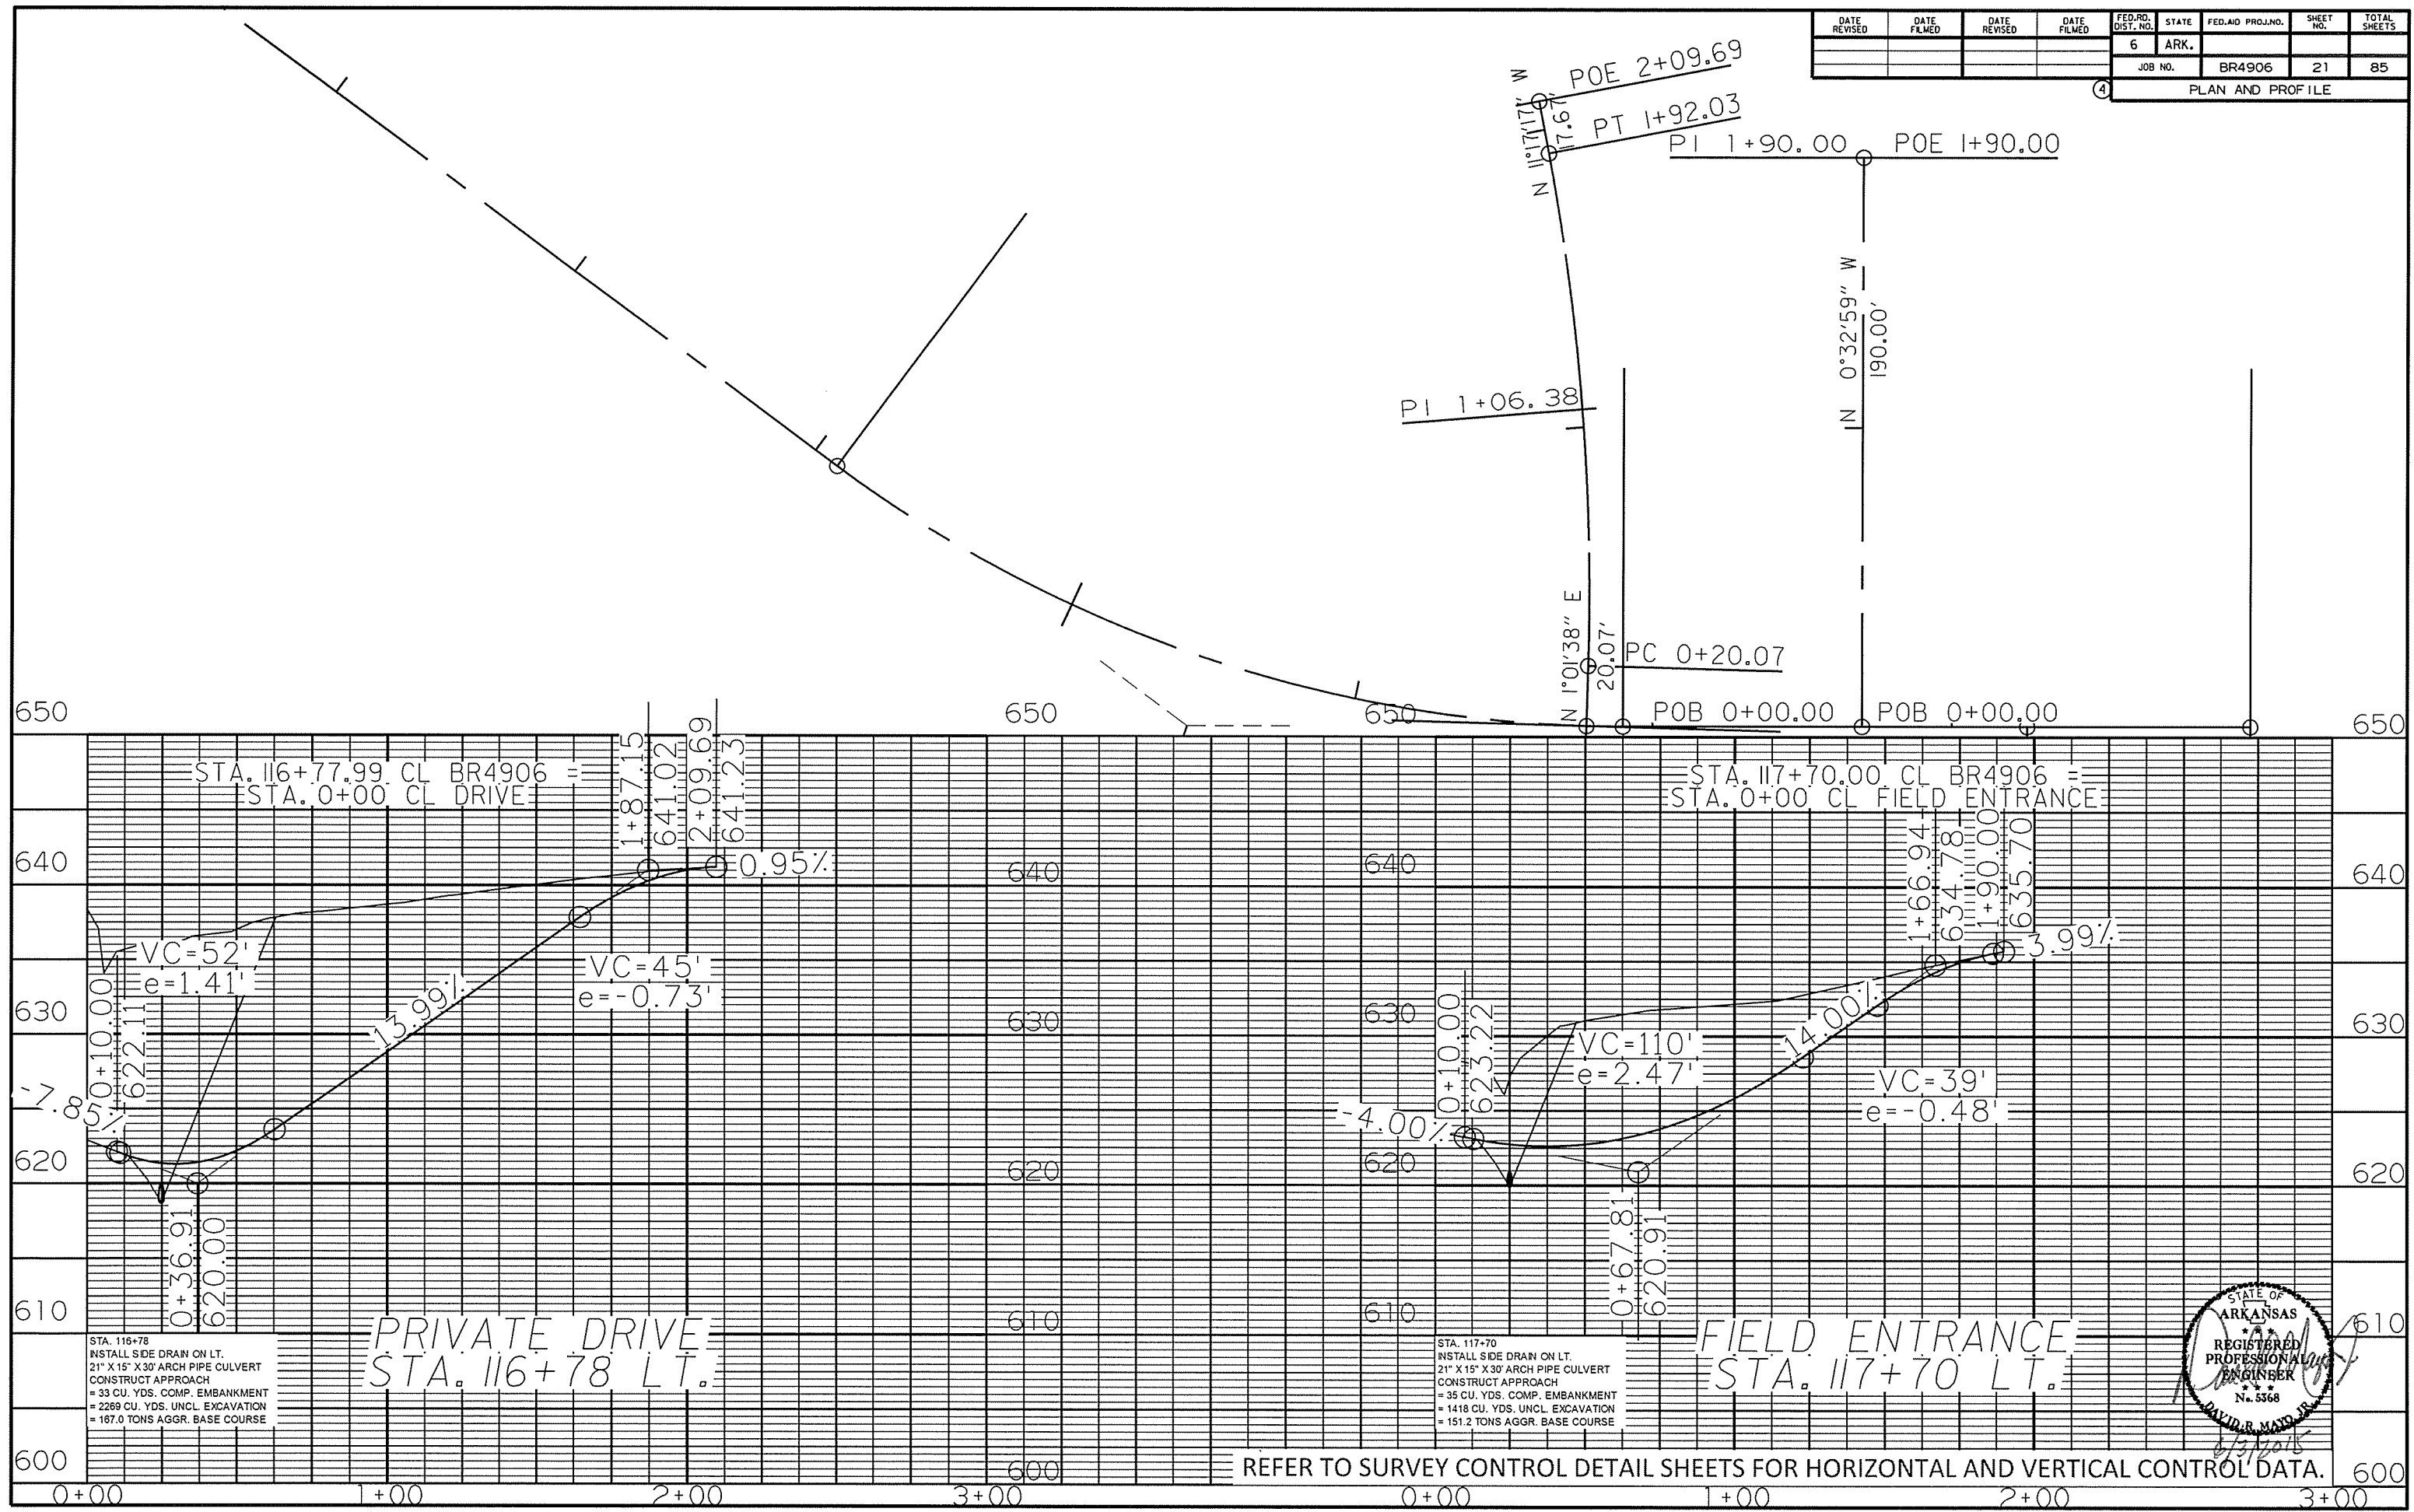 DATE REVISED
DATE FILMED
DATE REVISED
DATE FILMED
FED.RD. DIST. NO.
STATE
FED.AID PROJ.NO.
SHEET NO.
TOTAL SHEETS
6
ARK.
JOB NO.
BR4906
21
85
4
PLAN AND PROFILE
POE 2+09.69
PT 1+92.03
17.67'
N 11°17'17" W
PI 1+90.00
POE 1+90.00
N 0°32'59" W
190.00'
PI 1+06.38
N 1°01'38" E
20.07'
PC 0+20.07
POB 0+00.00
POB 0+00.00
650
650
650
650
STA. 116+77.99 CL BR4906 =
STA. 0+00 CL DRIVE
1+87.15
641.02
2+09.69
641.23
STA. 117+70.00 CL BR4906 =
STA. 0+00 CL FIELD ENTRANCE
1+66.94
634.78
1+90.00
635.70
640
640
640
640
0.95%
3.99%
VC=52'
e=1.41'
VC=45'
e=-0.73'
13.99%
0+10.00
622.11
-7.85%
630
630
630
630
0+10.00
623.22
-4.00%
VC=110'
e=2.47'
14.00%
VC=39'
e=-0.48'
620
620
620
620
0+36.91
620.00
0+67.81
620.91
610
610
610
610
PRIVATE DRIVE
STA. 116+78 LT.
STA. 116+78
INSTALL SIDE DRAIN ON LT.
21" X 15" X 30' ARCH PIPE CULVERT
CONSTRUCT APPROACH
= 33 CU. YDS. COMP. EMBANKMENT
= 2269 CU. YDS. UNCL. EXCAVATION
= 167.0 TONS AGGR. BASE COURSE
FIELD ENTRANCE
STA. 117+70 LT.
STA. 117+70
INSTALL SIDE DRAIN ON LT.
21" X 15" X 30' ARCH PIPE CULVERT
CONSTRUCT APPROACH
= 35 CU. YDS. COMP. EMBANKMENT
= 1418 CU. YDS. UNCL. EXCAVATION
= 151.2 TONS AGGR. BASE COURSE
STATE OF
ARKANSAS
REGISTERED
PROFESSIONAL
ENGINEER
No. 5368
DAVID R. MAYO, JR.
6/3/2015
REFER TO SURVEY CONTROL DETAIL SHEETS FOR HORIZONTAL AND VERTICAL CONTROL DATA.
600
600
600
0+00
1+00
2+00
3+00
0+00
1+00
2+00
3+00